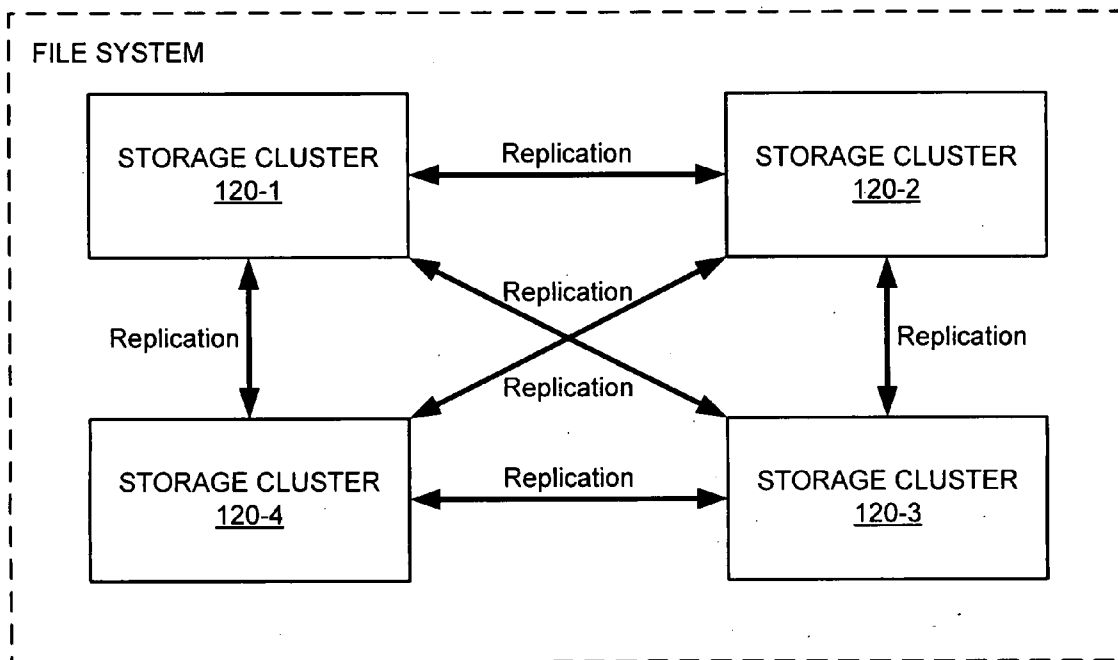 FILE SYSTEM
STORAGE CLUSTER
120-1
Replication
STORAGE CLUSTER
120-2
Replication
Replication
Replication
Replication
STORAGE CLUSTER
120-4
Replication
STORAGE CLUSTER
120-3